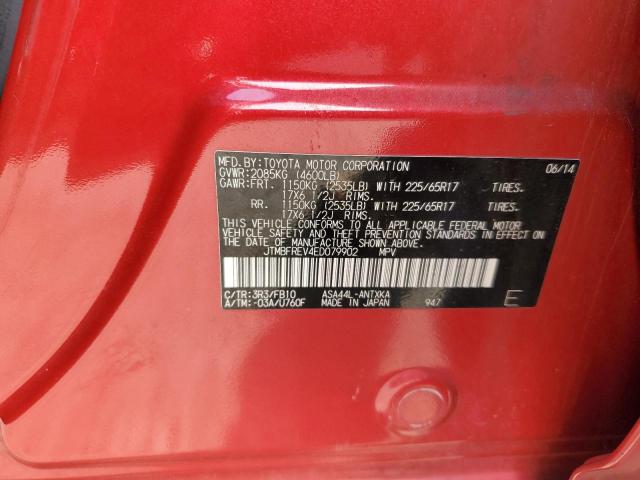 MFD. BY: TOYOTA MOTOR CORPORATION 06/14
GVWR: 2085KG (4600LB)
GAWR: FRT. 1150KG (2535LB) WITH 225/65R17 TIRES.
17X6 1/2J RIMS.
RR. 1150KG (2535LB) WITH 225/65R17 TIRES.
17X6 1/2J RIMS.
THIS VEHICLE CONFORMS TO ALL APPLICABLE FEDERAL MOTOR
VEHICLE SAFETY AND THEFT PREVENTION STANDARDS IN EFFECT ON
THE DATE OF MANUFACTURE SHOWN ABOVE.
JTMBFREV4ED079902 MPV
C/TR: 3R3/FB10 ASA44L-ANTXKA
A/TM: -03A/U760F MADE IN JAPAN 947 E